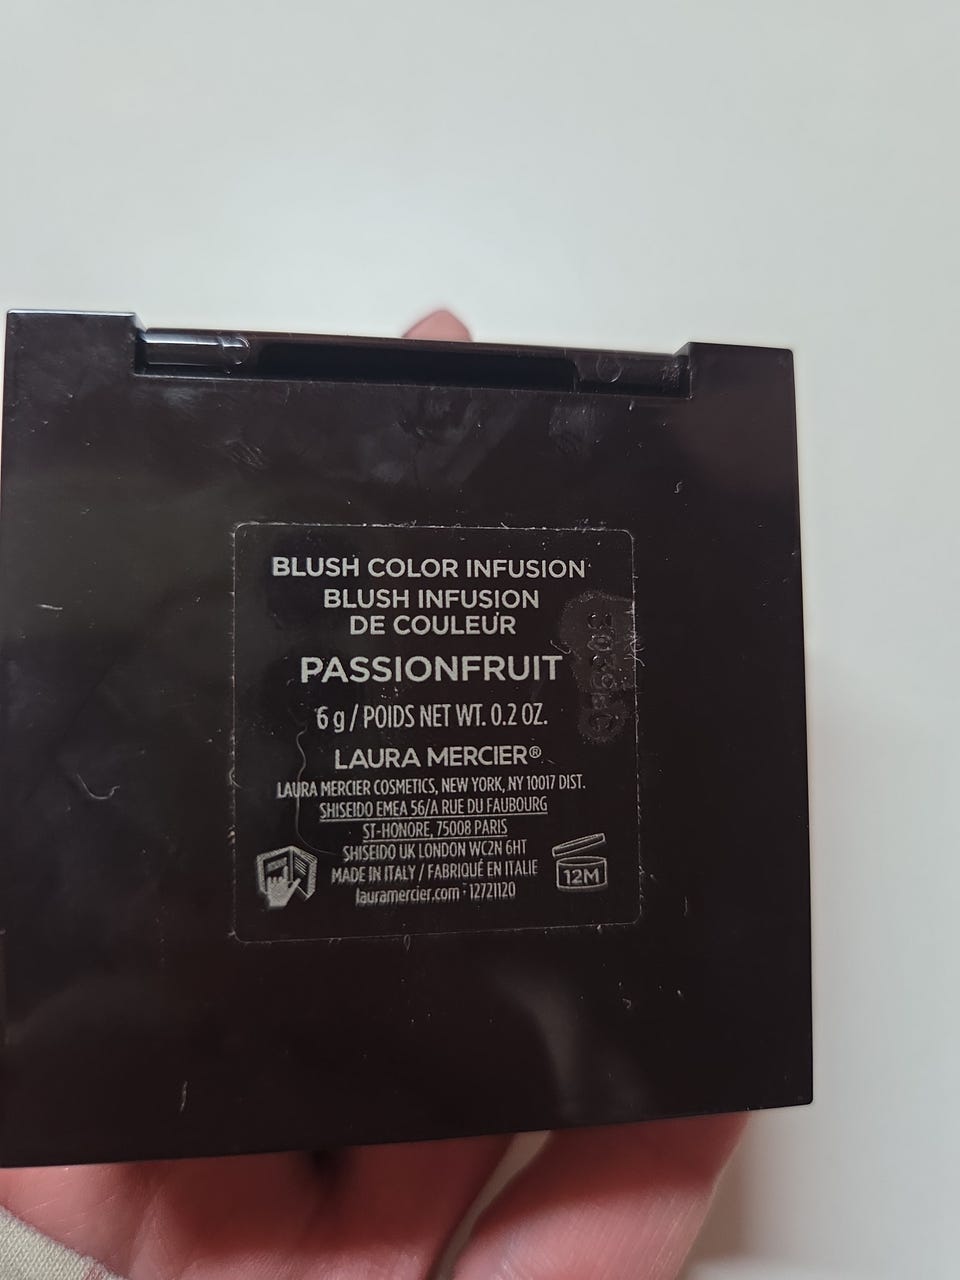 BLUSH COLOR INFUSION
BLUSH INFUSION
DE COULEUR
PASSIONFRUIT
6 g / POIDS NET WT. 0.2 OZ.
LAURA MERCIER®
LAURA MERCIER COSMETICS, NEW YORK, NY 10017 DIST.
SHISEIDO EMEA 56/A RUE DU FAUBOURG
ST-HONORE, 75008 PARIS
SHISEIDO UK LONDON WC2N 6HT
MADE IN ITALY / FABRIQUÉ EN ITALIE
lauramercier.com · 12721120
12M